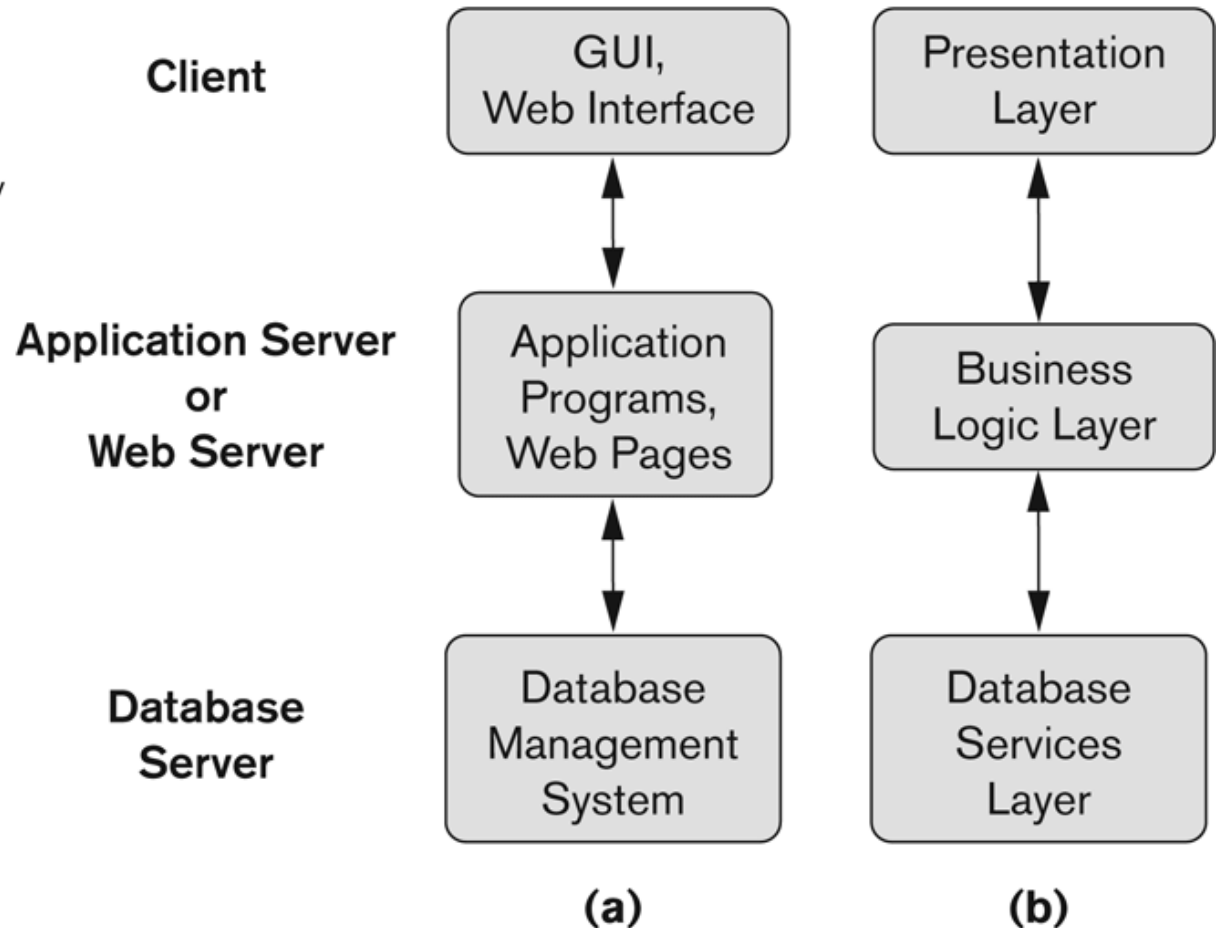 Client
GUI,
Web Interface
Presentation
Layer
Application Server
or
Web Server
Application
Programs,
Web Pages
Business
Logic Layer
Database
Server
Database
Management
System
Database
Services
Layer
(a)
(b)